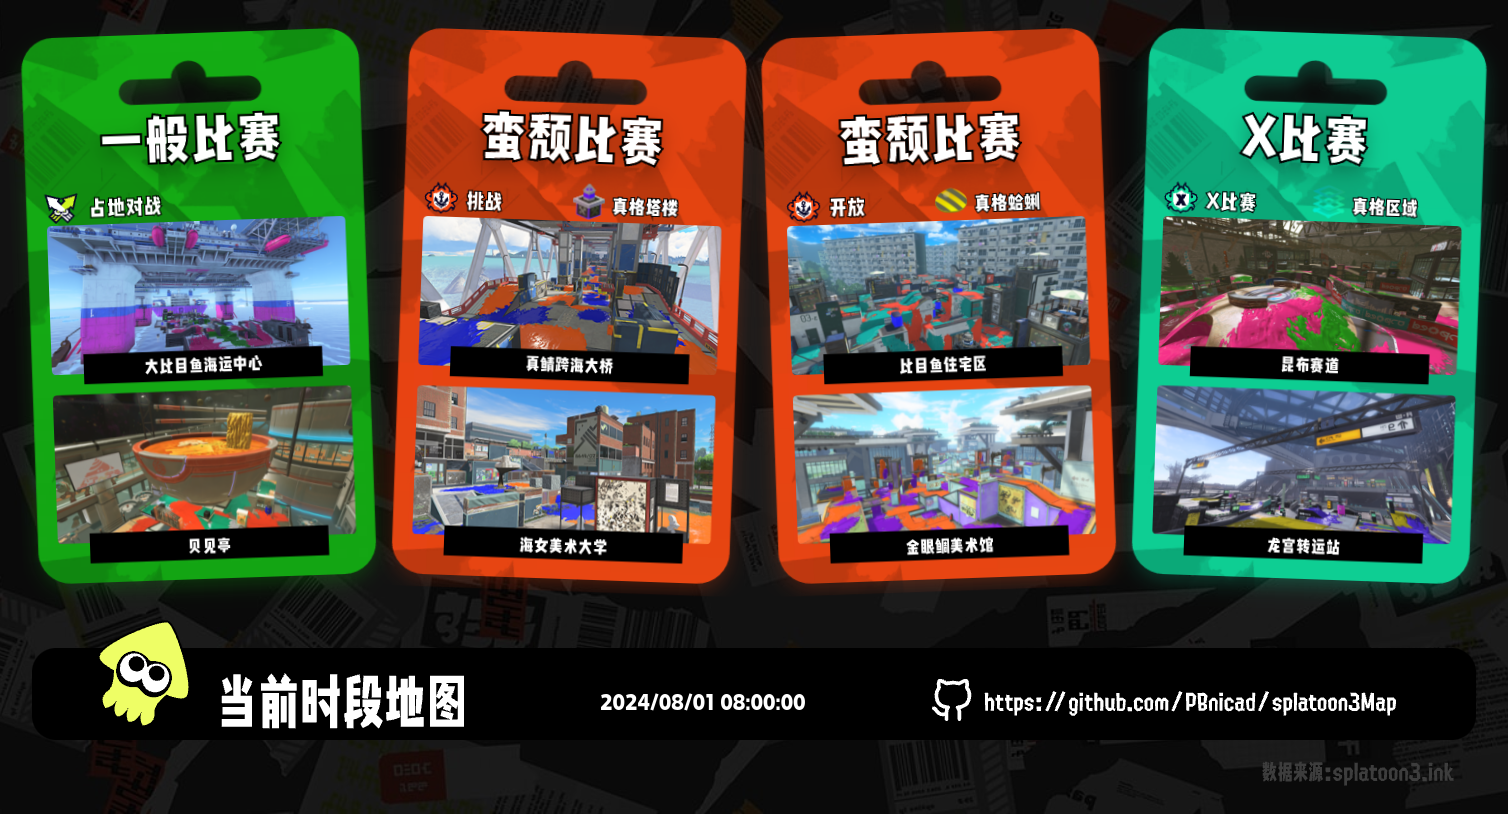 一般比赛
占地对战
大比目鱼海运中心
贝见亭
蛮颓比赛
挑战
真格塔楼
真鲷跨海大桥
海女美术大学
蛮颓比赛
开放
真格蛤蜊
比目鱼住宅区
金眼鲷美术馆
X比赛
X比赛
真格区域
昆布赛道
龙宫转运站
当前时段地图
2024/08/01 08:00:00
https://github.com/PBnicad/splatoon3Map
数据来源:splatoon3.ink